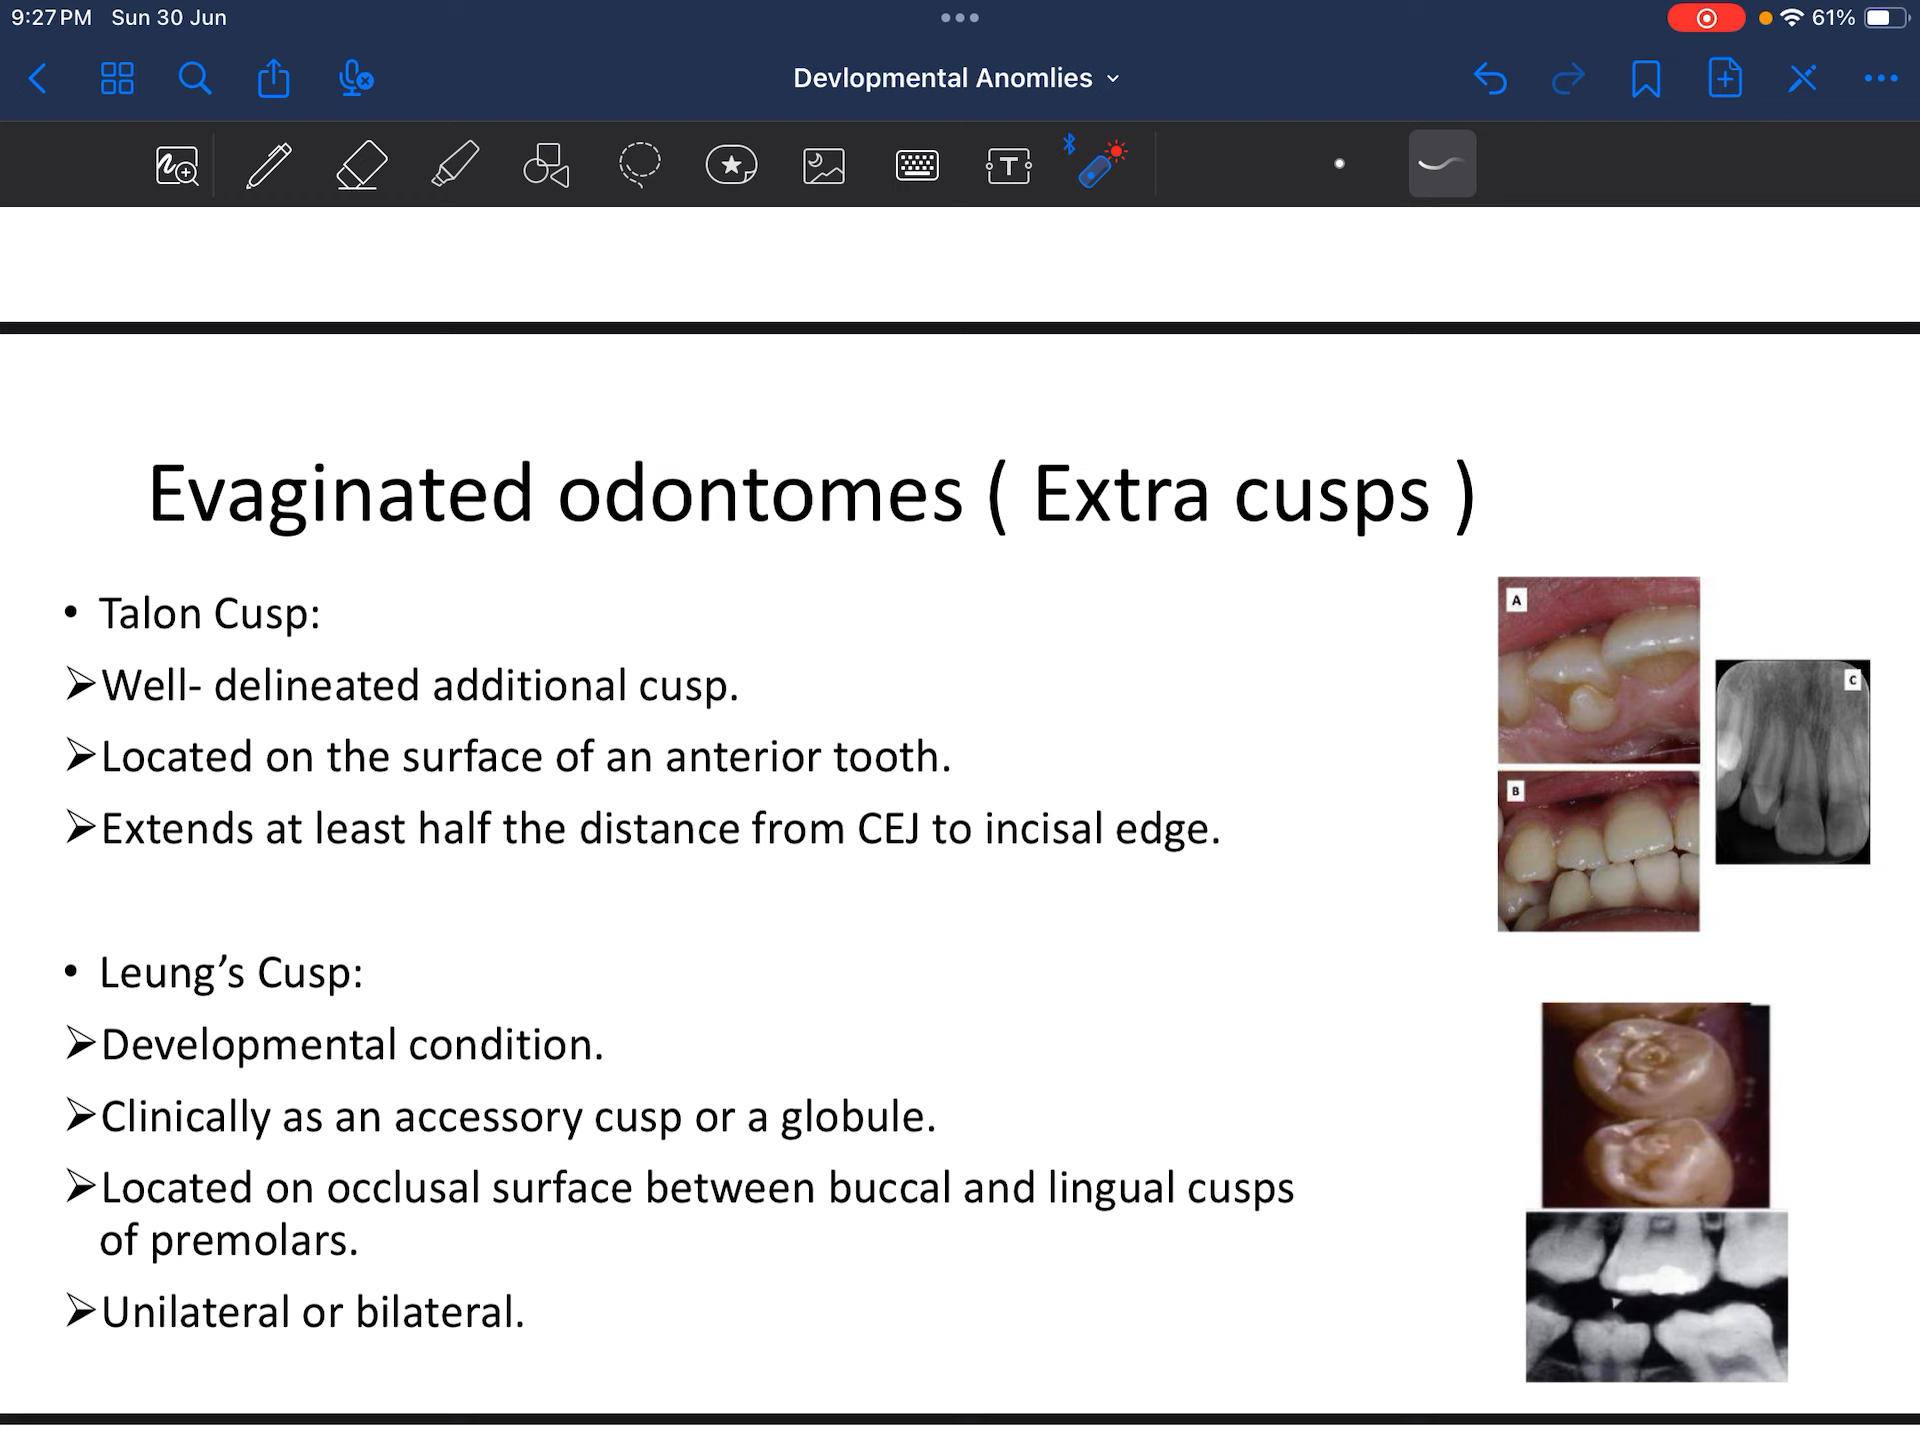 9:27 PM Sun 30 Jun
61%
Devlopmental Anomlies
T
Evaginated odontomes ( Extra cusps )
• Talon Cusp:
➢Well- delineated additional cusp.
➢Located on the surface of an anterior tooth.
➢Extends at least half the distance from CEJ to incisal edge.
• Leung’s Cusp:
➢Developmental condition.
➢Clinically as an accessory cusp or a globule.
➢Located on occlusal surface between buccal and lingual cusps
of premolars.
➢Unilateral or bilateral.
A
C
B